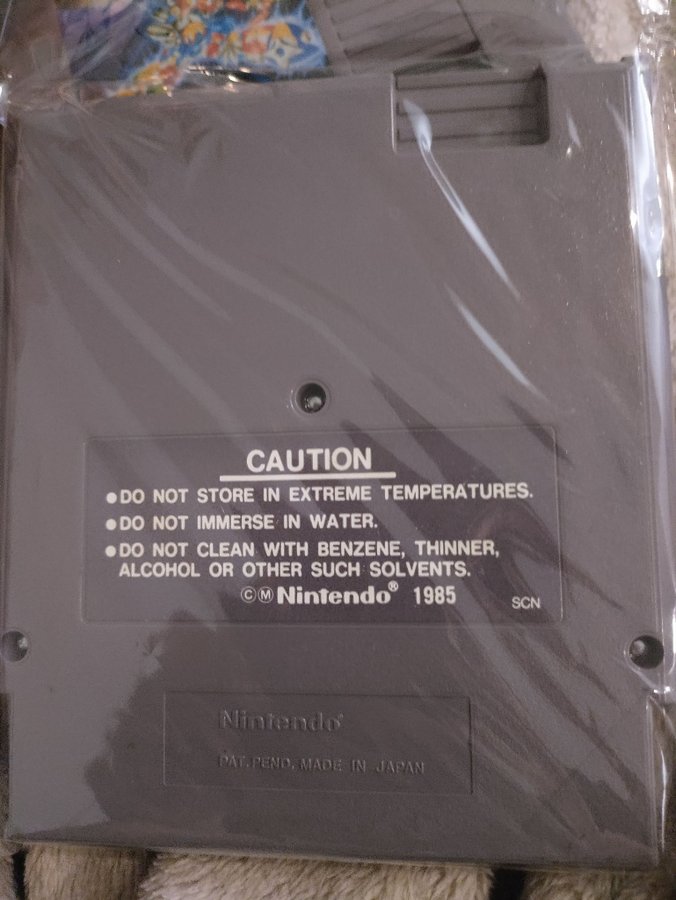 CAUTION
●DO NOT STORE IN EXTREME TEMPERATURES.
●DO NOT IMMERSE IN WATER.
●DO NOT CLEAN WITH BENZENE, THINNER,
ALCOHOL OR OTHER SUCH SOLVENTS.
©Ⓜ Nintendo® 1985
SCN
Nintendo®
PAT. PEND. MADE IN JAPAN